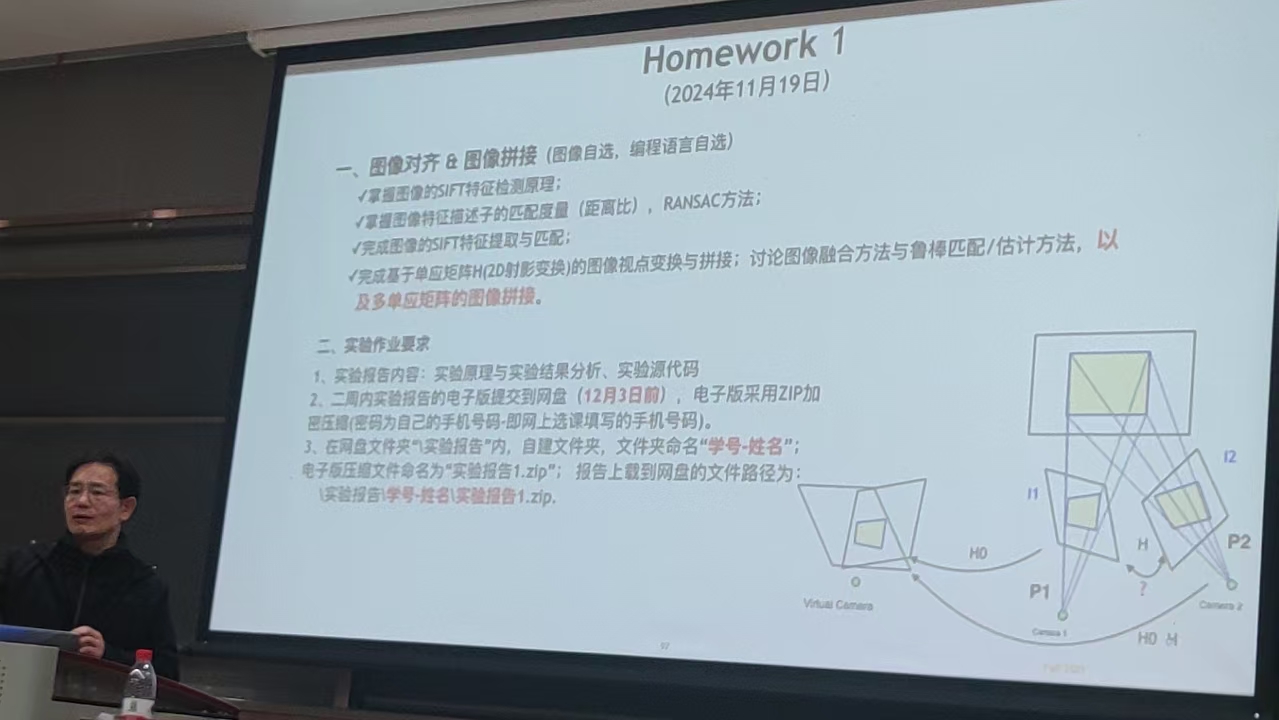 Homework 1
(2024年11月19日)
一、图像对齐 & 图像拼接 (图像自选，编程语言自选)
✓掌握图像的SIFT特征检测原理；
✓掌握图像特征描述子的匹配度量（距离比），RANSAC方法；
✓完成图像的SIFT特征提取与匹配；
✓完成基于单应矩阵H(2D射影变换)的图像视点变换与拼接；讨论图像融合方法与鲁棒匹配/估计方法，以
及多单应矩阵的图像拼接。
二、实验作业要求
1、实验报告内容：实验原理与实验结果分析、实验源代码
2、二周内实验报告的电子版提交到网盘（12月3日前），电子版采用ZIP加
密压缩(密码为自己的手机号码-即网上选课填写的手机号码)。
3、在网盘文件夹“\实验报告”内，自建文件夹，文件夹命名“学号-姓名”；
电子版压缩文件命名为“实验报告1.zip”； 报告上载到网盘的文件路径为：
\实验报告\学号-姓名\实验报告1.zip.
I2
I1
H0
H
P2
?
P1
Virtual Camera
Camera 1
Camera 2
H0 H
97